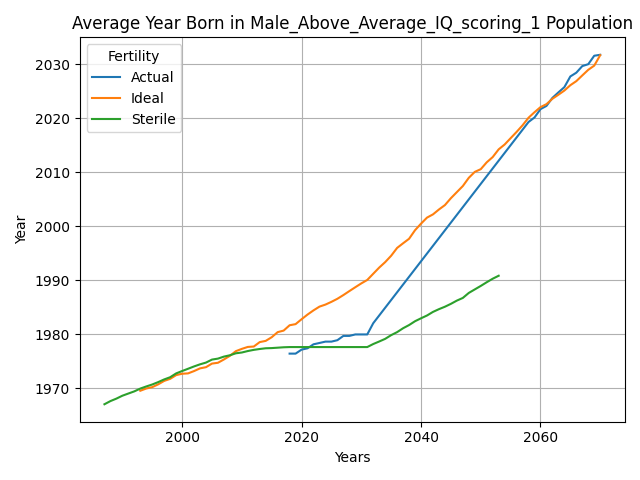 Average Year Born in Male_Above_Average_IQ_scoring_1 Population
Fertility
Actual
Ideal
Sterile
2030
2020
2010
2000
1990
1980
1970
Year
2000
2020
2040
2060
Years